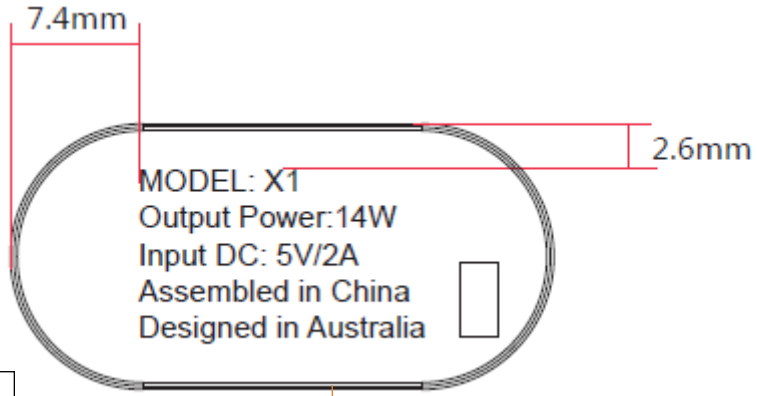 7.4mm
2.6mm
MODEL: X1
Output Power:14W
Input DC: 5V/2A
Assembled in China
Designed in Australia